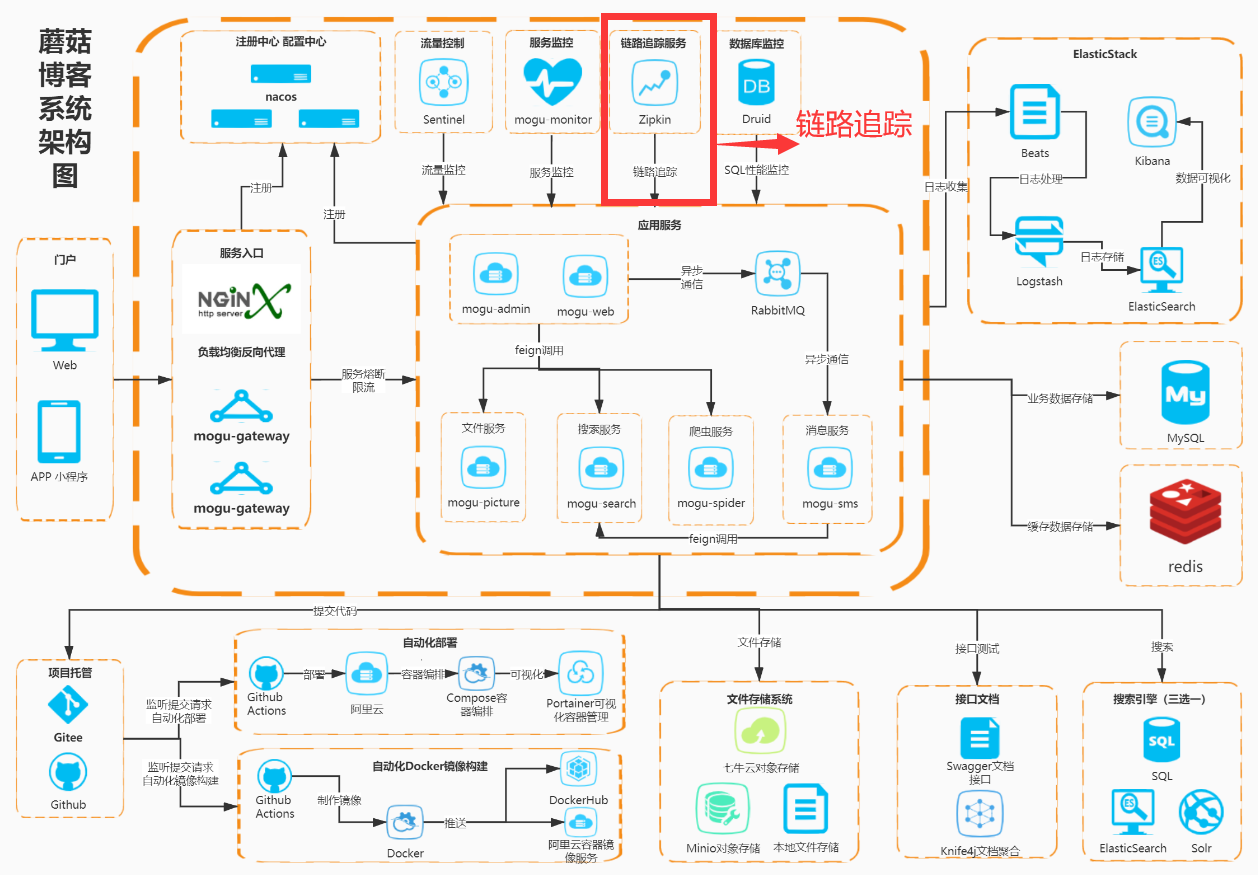 蘑菇
博客
系统
架构
图
注册中心 配置中心
nacos
流量控制
Sentinel
服务监控
mogu-monitor
链路追踪服务
Zipkin
数据库监控
DB
Druid
链路追踪
注册
注册
流量监控
服务监控
链路追踪
SQL性能监控
日志收集
ElasticStack
Beats
Kibana
日志处理
数据可视化
Logstash
日志存储
ES
ElasticSearch
门户
Web
APP 小程序
服务入口
NGiNX
http server
负载均衡反向代理
mogu-gateway
mogu-gateway
服务熔断
限流
应用服务
mogu-admin
mogu-web
异步
通信
RabbitMQ
feign调用
异步通信
文件服务
mogu-picture
搜索服务
mogu-search
爬虫服务
mogu-spider
消息服务
mogu-sms
feign调用
业务数据存储
My
MySQL
缓存数据存储
redis
提交代码
文件存储
接口测试
搜索
项目托管
Gitee
Github
监听提交请求
自动化部署
监听提交请求
自动化镜像构建
自动化部署
Github
Actions
部署
阿里云
容器编排
Compose容
器编排
可视化
Portainer可视
化容器管理
自动化Docker镜像构建
Github
Actions
制作镜像
Docker
推送
DockerHub
阿里云容器镜
像服务
文件存储系统
七牛云对象存储
Minio对象存储
本地文件存储
接口文档
Swagger文档
接口
Knife4j文档聚合
搜索引擎（三选一）
SQL
SQL
ES
ElasticSearch
Solr